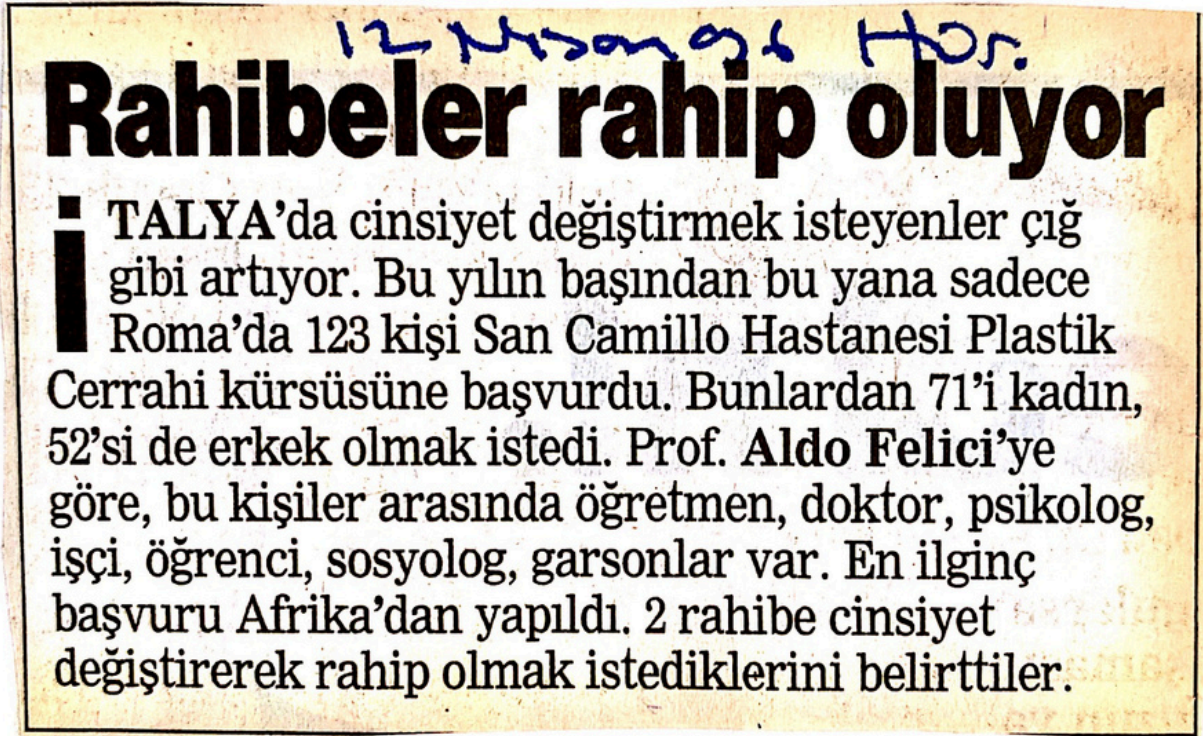 12 Nisan 96 Hür.
Rahibeler rahip oluyor
İTALYA'da cinsiyet değiştirmek isteyenler çığ
gibi artıyor. Bu yılın başından bu yana sadece
Roma'da 123 kişi San Camillo Hastanesi Plastik
Cerrahi kürsüsüne başvurdu. Bunlardan 71'i kadın,
52'si de erkek olmak istedi. Prof. Aldo Felici'ye
göre, bu kişiler arasında öğretmen, doktor, psikolog,
işçi, öğrenci, sosyolog, garsonlar var. En ilginç
başvuru Afrika'dan yapıldı. 2 rahibe cinsiyet
değiştirerek rahip olmak istediklerini belirttiler.